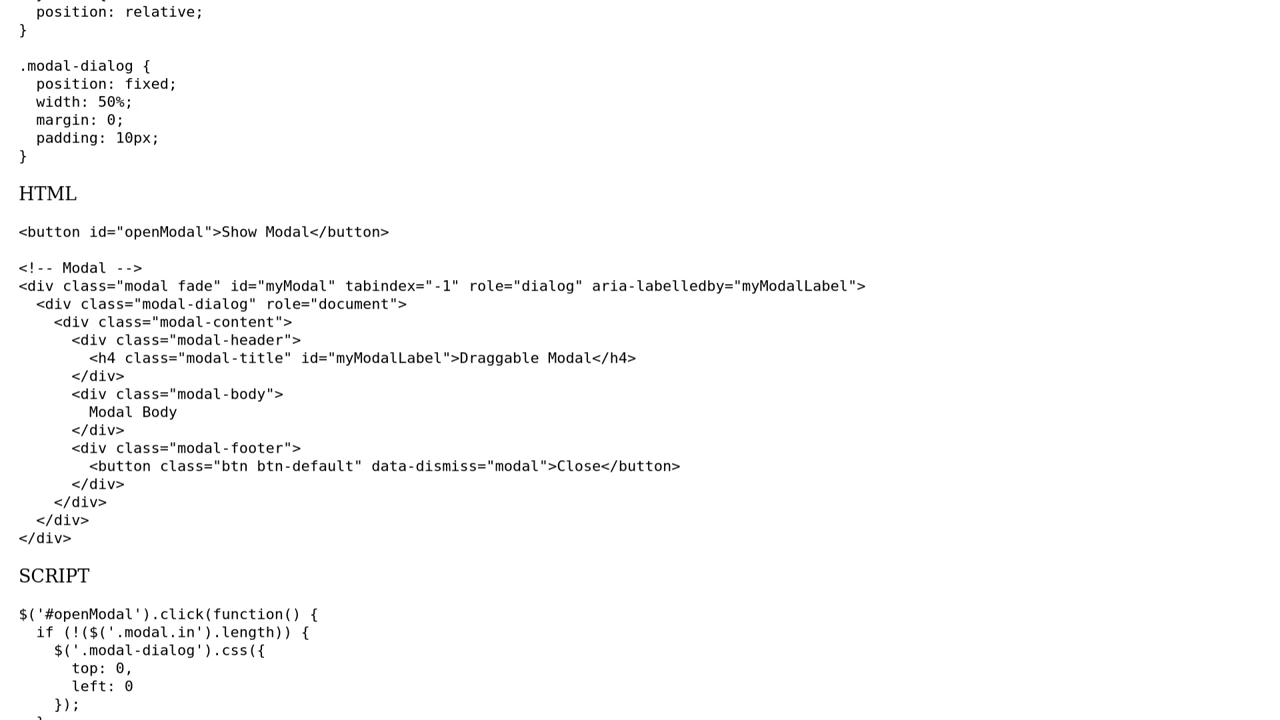 position: relative;
}
.modal-dialog {
position: fixed;
width: 50%;
margin: 0;
padding: 10px;
}
HTML
<button id="openModal">Show Modal</button>
<!-- Modal -->
<div class="modal fade" id="myModal" tabindex="-1" role="dialog" aria-labelledby="myModalLabel">
<div class="modal-dialog" role="document">
<div class="modal-content">
<div class="modal-header">
<h4 class="modal-title" id="myModalLabel">Draggable Modal</h4>
</div>
<div class="modal-body">
Modal Body
</div>
<div class="modal-footer">
<button class="btn btn-default" data-dismiss="modal">Close</button>
</div>
</div>
</div>
</div>
SCRIPT
$('#openModal').click(function() {
if (!($('.modal.in').length)) {
$('.modal-dialog').css({
top: 0,
left: 0
});